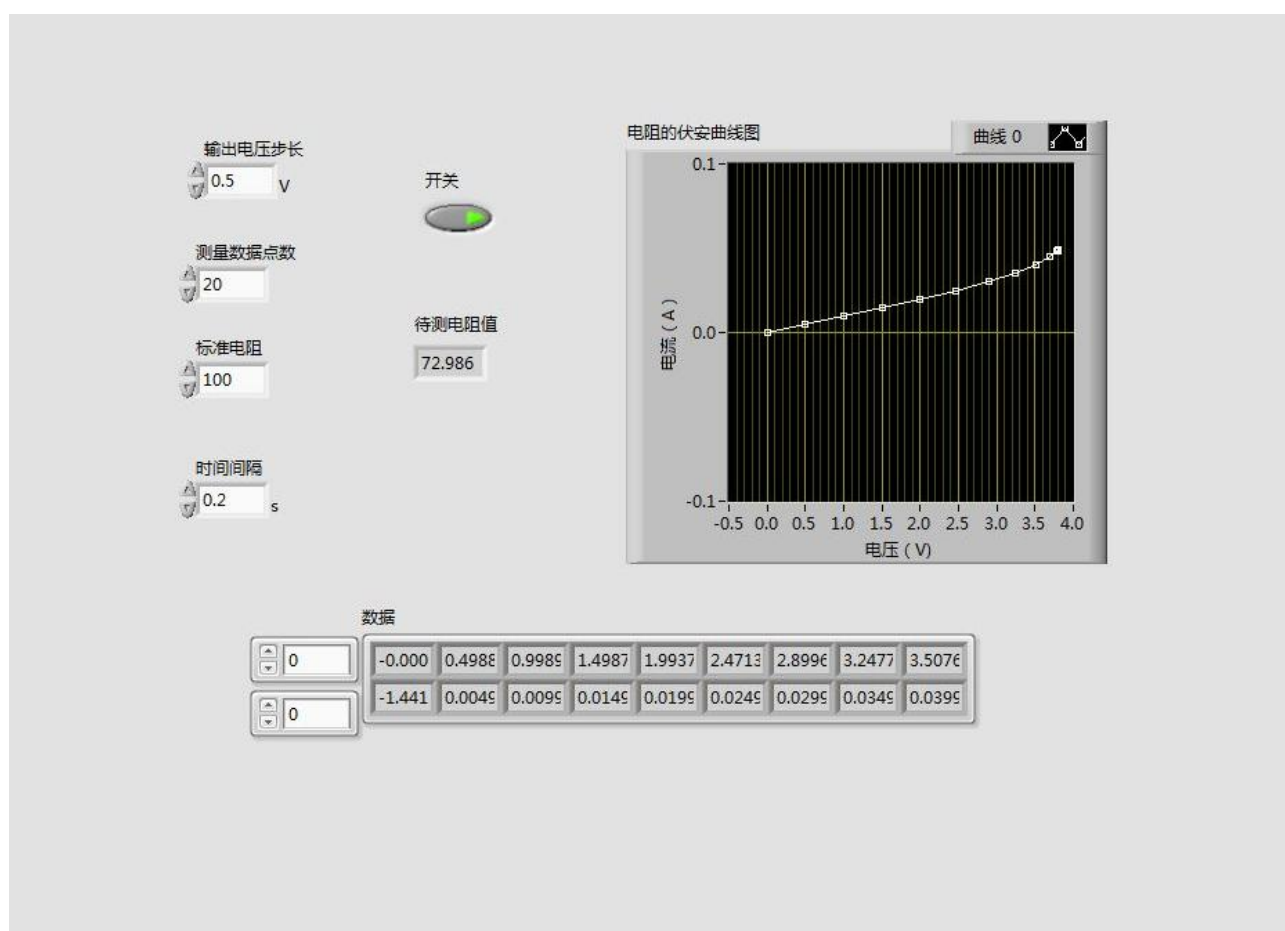 输出电压步长
0.5 V
测量数据点数
20
标准电阻
100
时间间隔
0.2 s
开关
待测电阻值
72.986
电阻的伏安曲线图
曲线 0
电流 ( A )
0.1
0.0
-0.1
-0.5 0.0 0.5 1.0 1.5 2.0 2.5 3.0 3.5 4.0
电压 ( V)
数据
0 -0.000 0.4988 0.9989 1.4987 1.9937 2.4713 2.8996 3.2477 3.5076
0 -1.441 0.0049 0.0099 0.0149 0.0199 0.0249 0.0299 0.0349 0.0399